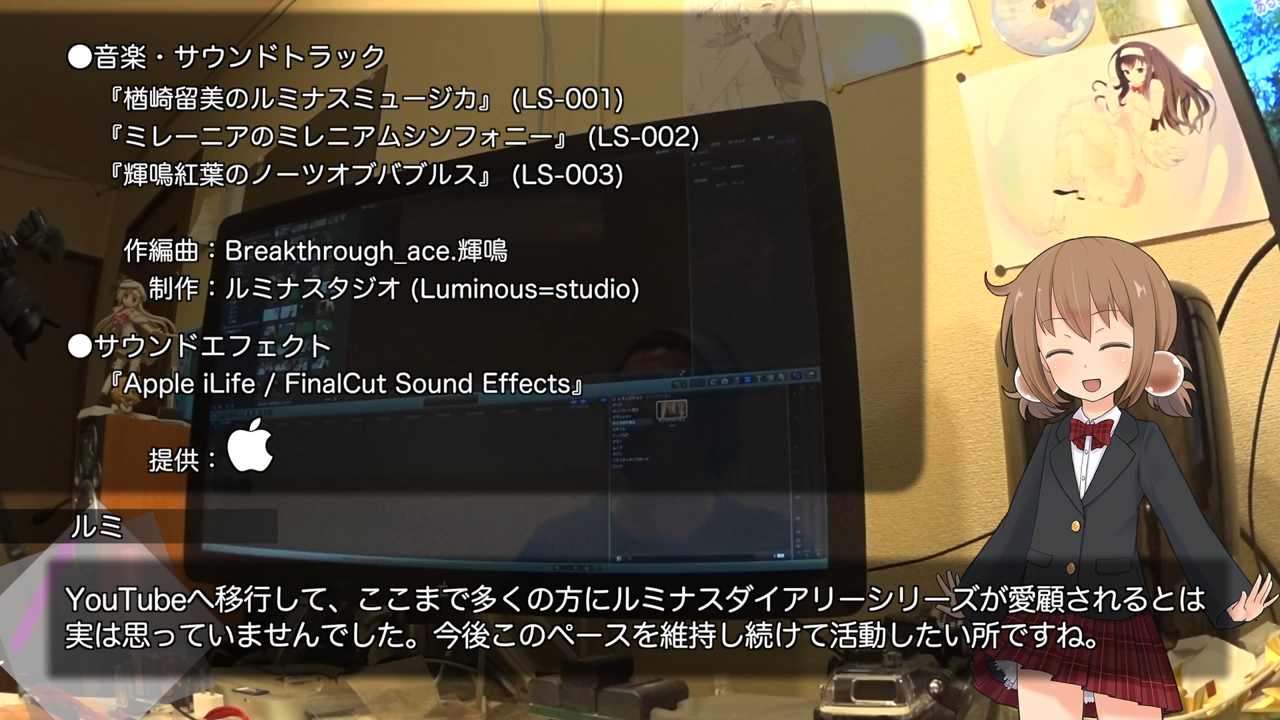 ●音楽・サウンドトラック
『楢崎留美のルミナスミュージカ』 (LS-001)
『ミレーニアのミレニアムシンフォニー』 (LS-002)
『輝鳴紅葉のノーツオブバブルス』 (LS-003)
作編曲：Breakthrough_ace.輝鳴
制作：ルミナスタジオ (Luminous=studio)
●サウンドエフェクト
『Apple iLife / FinalCut Sound Effects』
提供：
ルミ
YouTubeへ移行して、ここまで多くの方にルミナスダイアリーシリーズが愛顧されるとは
実は思っていませんでした。今後このペースを維持し続けて活動したい所ですね。